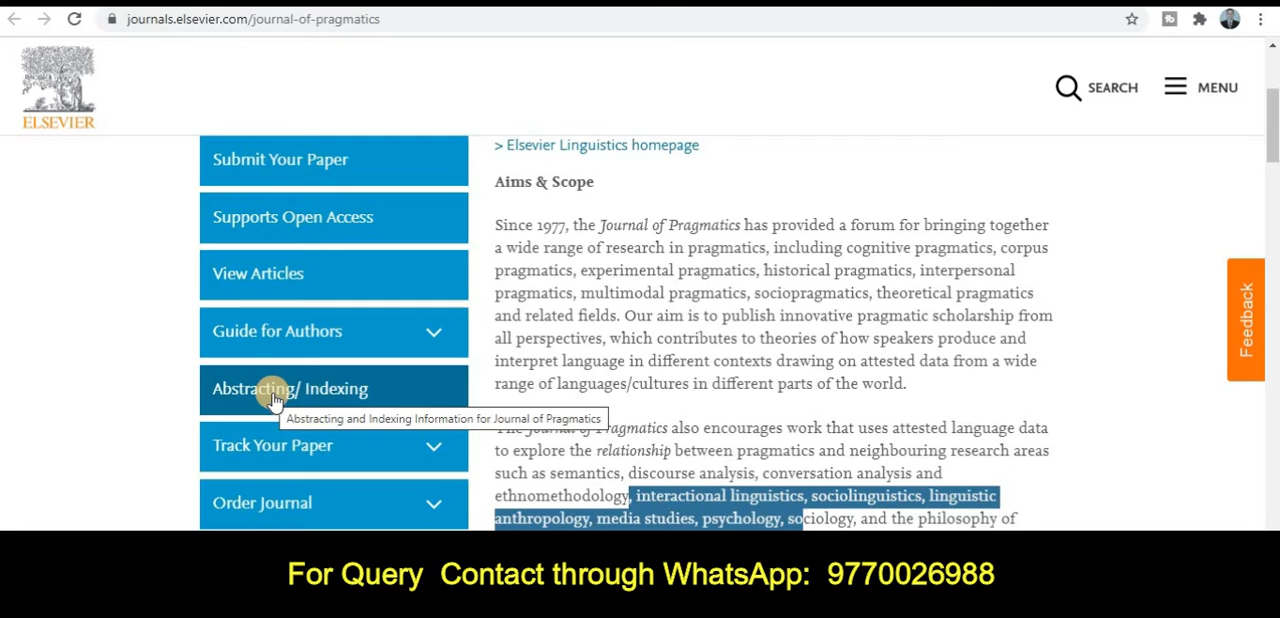 journals.elsevier.com/journal-of-pragmatics
ELSEVIER
SEARCH
MENU
Submit Your Paper
Supports Open Access
View Articles
Guide for Authors
Abstracting/ Indexing
Abstracting and Indexing Information for Journal of Pragmatics
Track Your Paper
Order Journal
> Elsevier Linguistics homepage
Aims & Scope
Since 1977, the Journal of Pragmatics has provided a forum for bringing together
a wide range of research in pragmatics, including cognitive pragmatics, corpus
pragmatics, experimental pragmatics, historical pragmatics, interpersonal
pragmatics, multimodal pragmatics, sociopragmatics, theoretical pragmatics
and related fields. Our aim is to publish innovative pragmatic scholarship from
all perspectives, which contributes to theories of how speakers produce and
interpret language in different contexts drawing on attested data from a wide
range of languages/cultures in different parts of the world.
The Journal of Pragmatics also encourages work that uses attested language data
to explore the relationship between pragmatics and neighbouring research areas
such as semantics, discourse analysis, conversation analysis and
ethnomethodology, interactional linguistics, sociolinguistics, linguistic
anthropology, media studies, psychology, sociology, and the philosophy of
Feedback
For Query Contact through WhatsApp: 9770026988